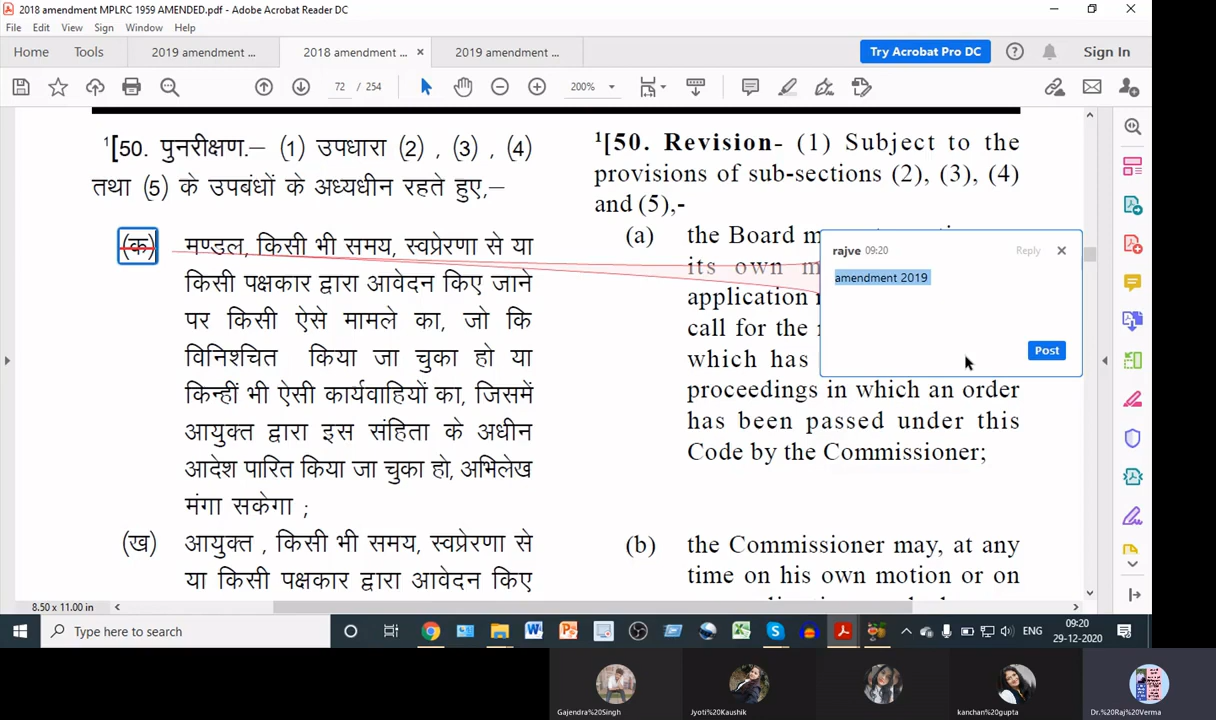 2018 amendment MPLRC 1959 AMENDED.pdf - Adobe Acrobat Reader DC
File Edit View Sign Window Help
Home Tools 2019 amendment ... 2018 amendment ... × 2019 amendment ... Try Acrobat Pro DC Sign In
72 / 254 200%
¹[50. पुनरीक्षण.– (1) उपधारा (2) , (3) , (4)
तथा (5) के उपबंधों के अध्यधीन रहते हुए,–
(क) मण्डल, किसी भी समय, स्वप्रेरणा से या
किसी पक्षकार द्वारा आवेदन किए जाने
पर किसी ऐसे मामले का, जो कि
विनिश्चित किया जा चुका हो या
किन्हीं भी ऐसी कार्यवाहियों का, जिसमें
आयुक्त द्वारा इस संहिता के अधीन
आदेश पारित किया जा चुका हो, अभिलेख
मंगा सकेगा ;
(ख) आयुक्त , किसी भी समय, स्वप्रेरणा से
या किसी पक्षकार द्वारा आवेदन किए
¹[50. Revision- (1) Subject to the
provisions of sub-sections (2), (3), (4)
and (5),-
(a) the Board
its own
application
call for the
which has
proceedings in which an order
has been passed under this
Code by the Commissioner;
(b) the Commissioner may, at any
time on his own motion or on
rajve 09:20 Reply
amendment 2019
Post
8.50 x 11.00 in
Type here to search
ENG
09:20
29-12-2020
Gajendra%20Singh
Jyoti%20Kaushik
kanchan%20gupta
Dr.%20Raj%20Verma